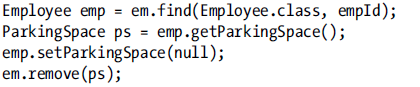 Employee emp = em.find(Employee.class, empId);
ParkingSpace ps = emp.getParkingSpace();
emp.setParkingSpace(null);
em.remove(ps);